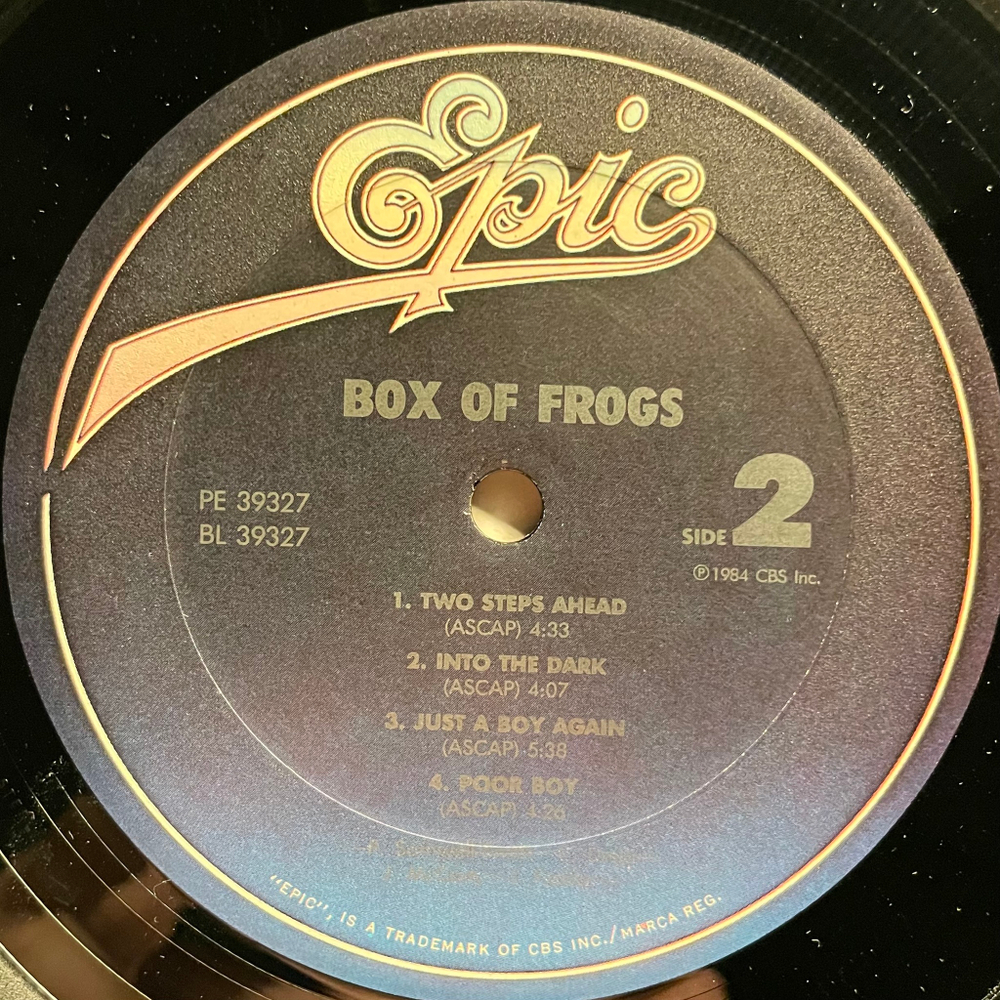 Epic
BOX OF FROGS
PE 39327
BL 39327
SIDE 2
Ⓟ1984 CBS Inc.
1. TWO STEPS AHEAD
(ASCAP) 4:33
2. INTO THE DARK
(ASCAP) 4:07
3. JUST A BOY AGAIN
(ASCAP) 5:38
4. POOR BOY
(ASCAP) 4:26
"EPIC", IS A TRADEMARK OF CBS INC./MARCA REG.